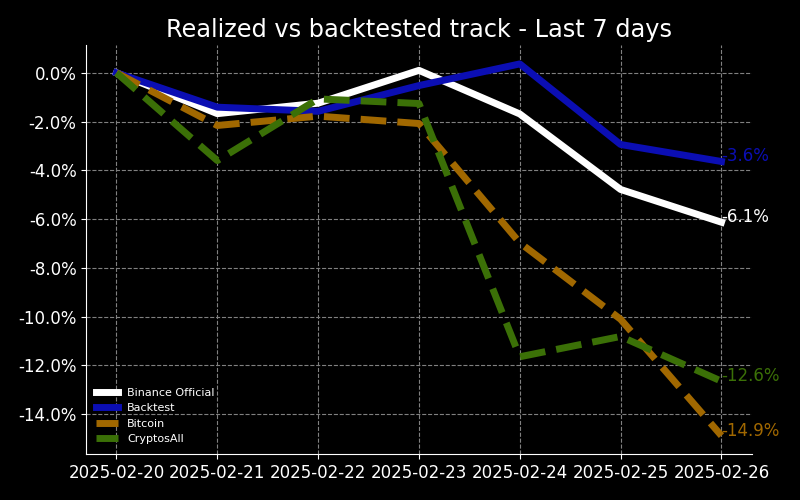 Realized vs backtested track - Last 7 days
0.0%
-2.0%
-4.0%
-6.0%
-8.0%
-10.0%
-12.0%
-14.0%
-3.6%
-6.1%
-12.6%
-14.9%
Binance Official
Backtest
Bitcoin
CryptosAll
2025-02-20 2025-02-21 2025-02-22 2025-02-23 2025-02-24 2025-02-25 2025-02-26